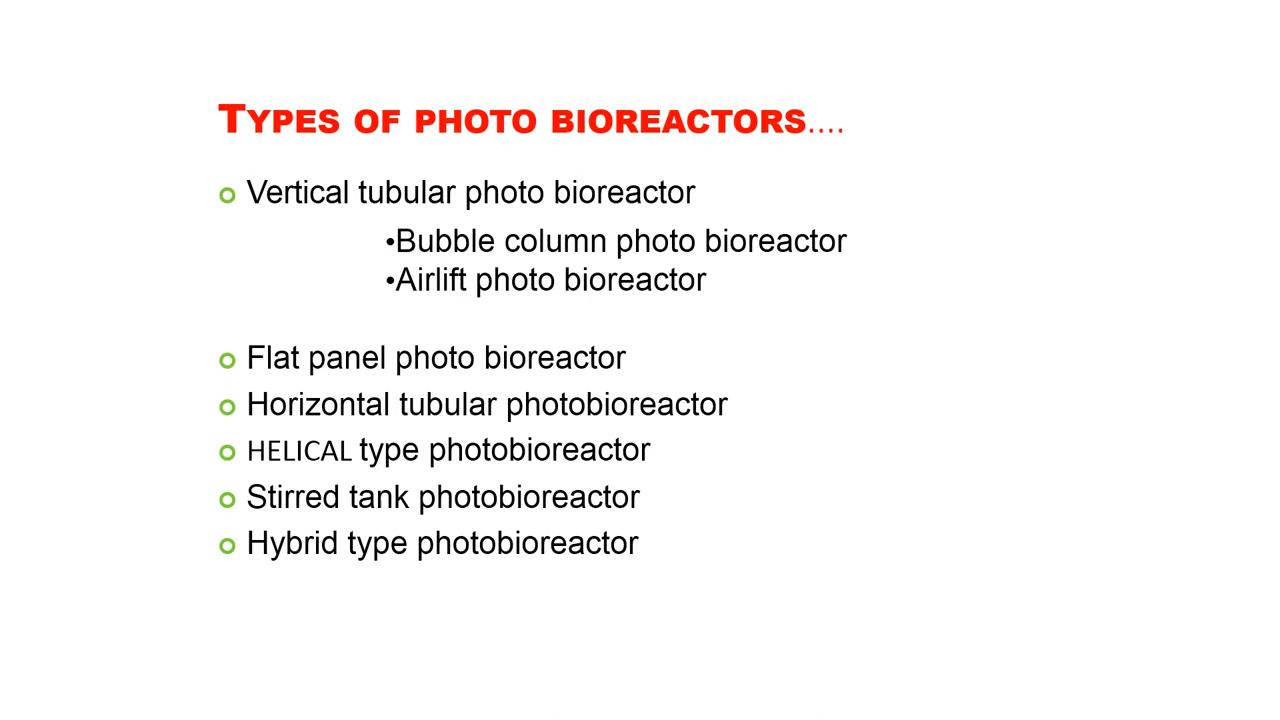 TYPES OF PHOTO BIOREACTORS....
Vertical tubular photo bioreactor
•Bubble column photo bioreactor
•Airlift photo bioreactor
Flat panel photo bioreactor
Horizontal tubular photobioreactor
HELICAL type photobioreactor
Stirred tank photobioreactor
Hybrid type photobioreactor